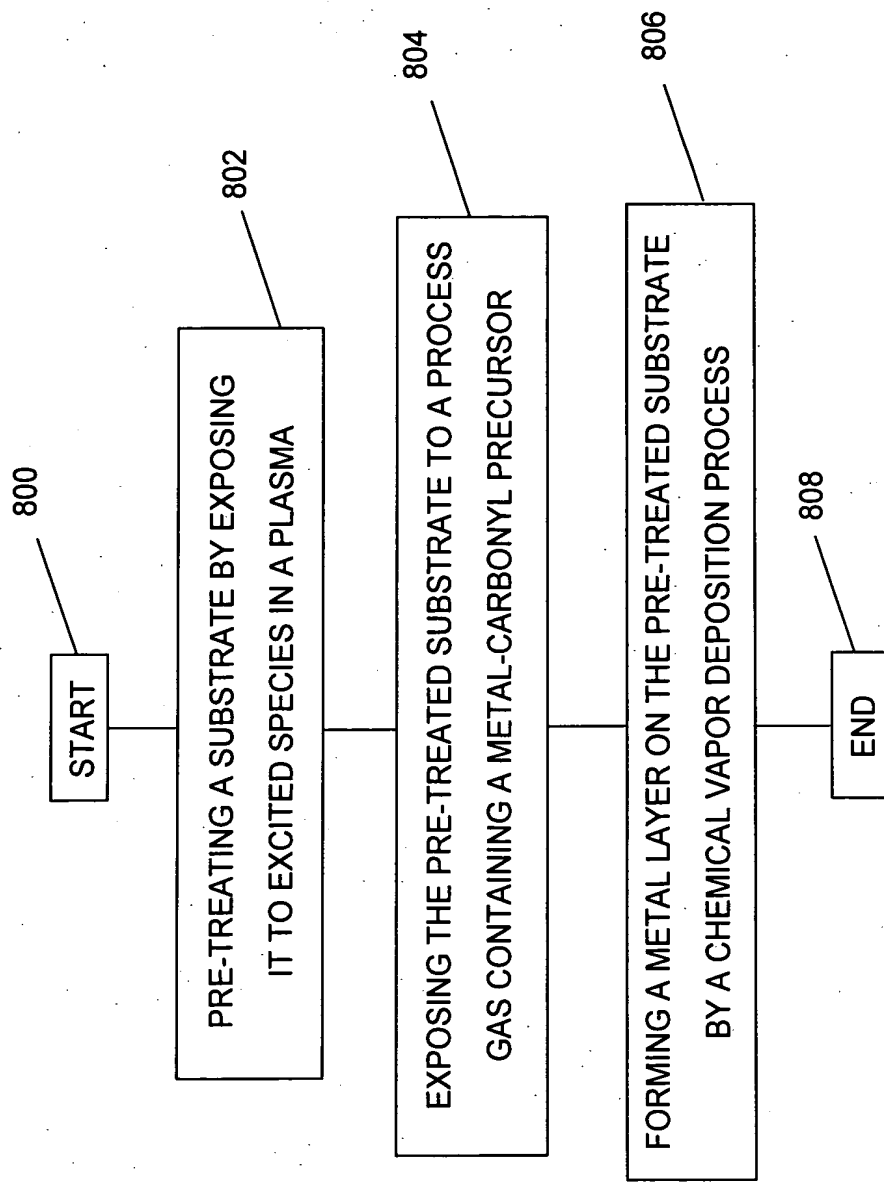 800
START
802
PRE-TREATING A SUBSTRATE BY EXPOSING
IT TO EXCITED SPECIES IN A PLASMA
804
EXPOSING THE PRE-TREATED SUBSTRATE TO A PROCESS
GAS CONTAINING A METAL-CARBONYL PRECURSOR
806
FORMING A METAL LAYER ON THE PRE-TREATED SUBSTRATE
BY A CHEMICAL VAPOR DEPOSITION PROCESS
808
END